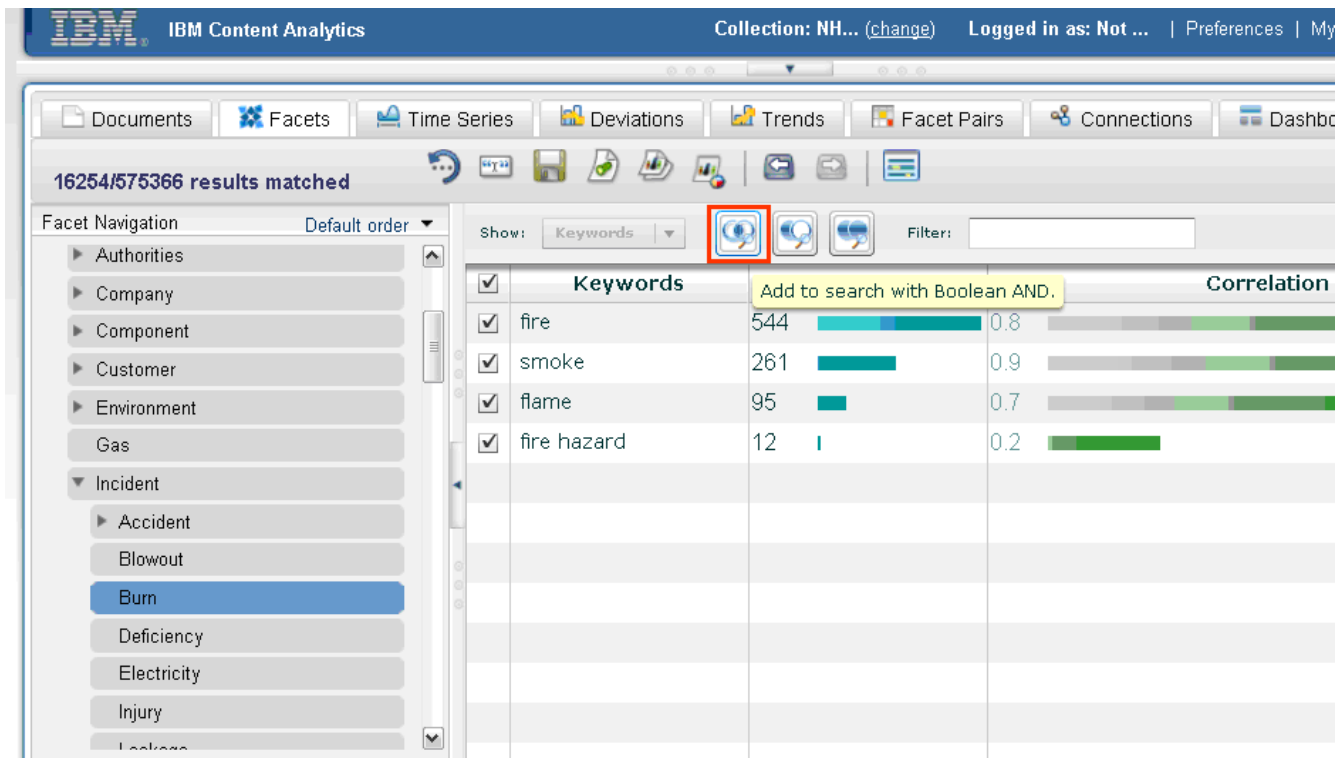 IBM IBM Content Analytics Collection: NH... (change) Logged in as: Not ... | Preferences | My
Documents Facets Time Series Deviations Trends Facet Pairs Connections Dashbo
16254/575366 results matched
Facet Navigation Default order Show: Keywords Filter:
Authorities
Keywords Correlation
Add to search with Boolean AND.
Company
fire 544 0.8
Component
smoke 261 0.9
Customer
flame 95 0.7
Environment
fire hazard 12 0.2
Gas
Incident
Accident
Blowout
Burn
Deficiency
Electricity
Injury
Leakage